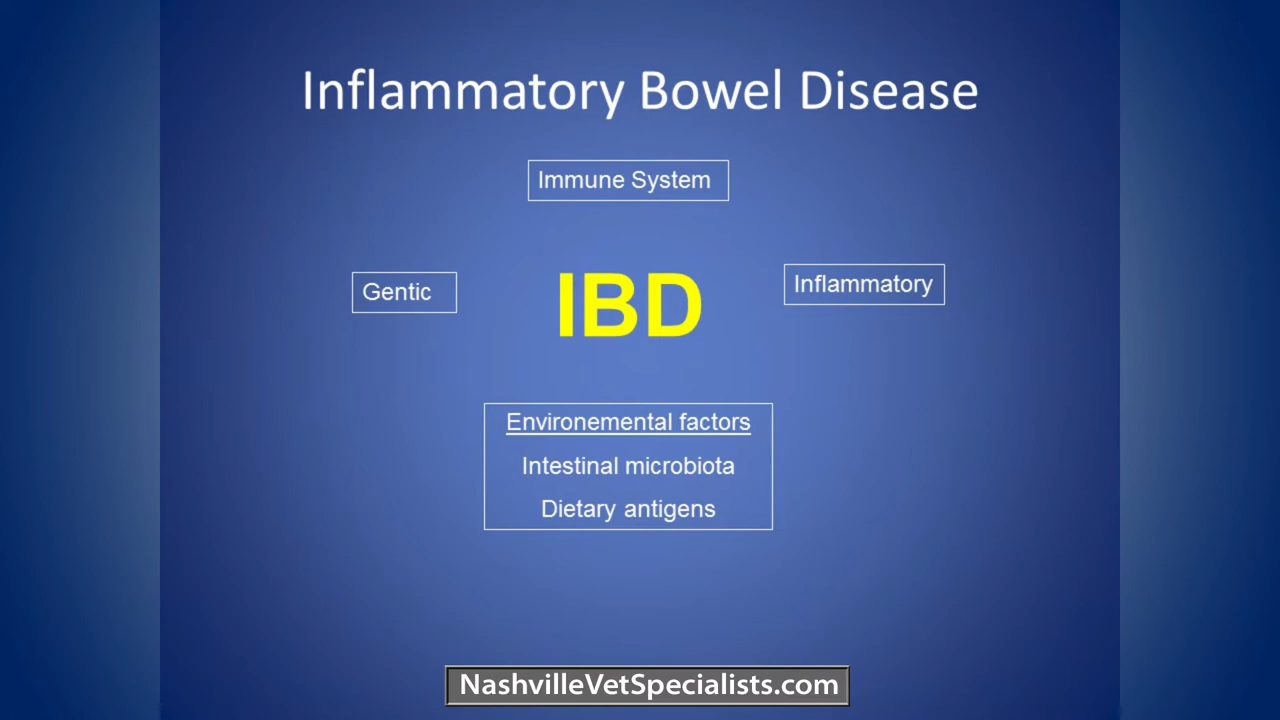 Inflammatory Bowel Disease
Immune System
Gentic
IBD
Inflammatory
Environemental factors
Intestinal microbiota
Dietary antigens
NashvilleVetSpecialists.com